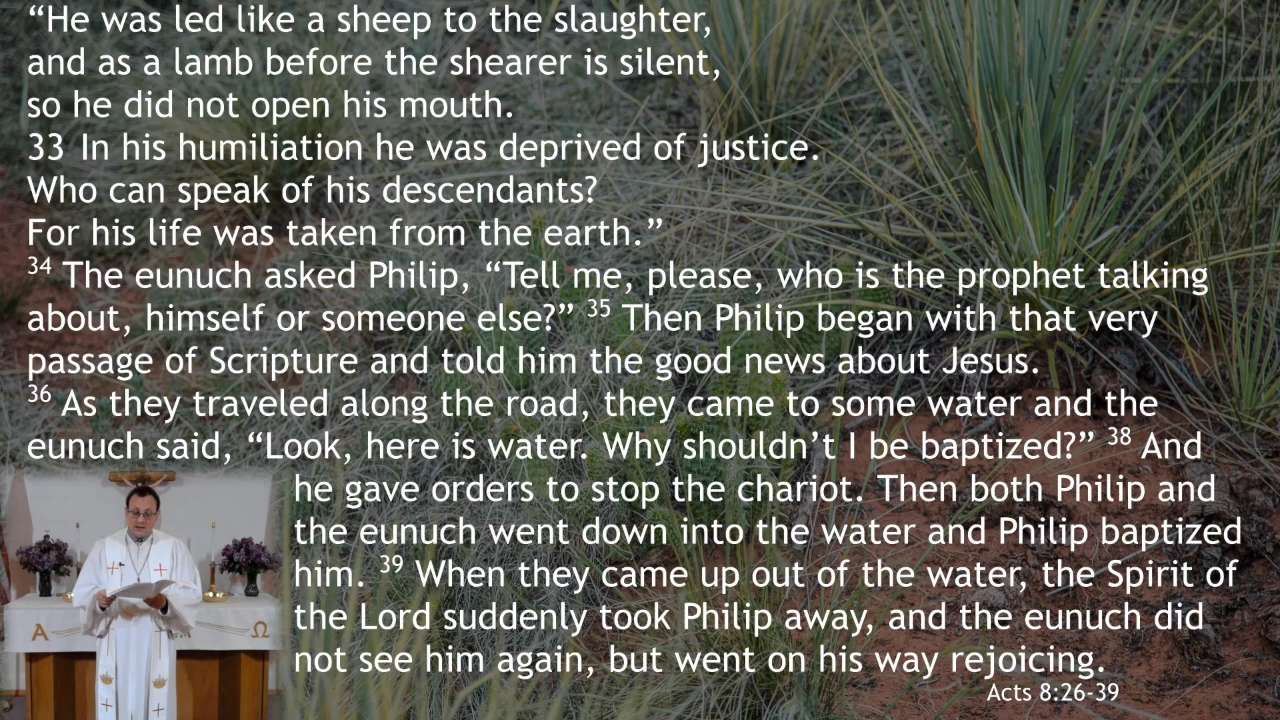 “He was led like a sheep to the slaughter,
and as a lamb before the shearer is silent,
so he did not open his mouth.
33 In his humiliation he was deprived of justice.
Who can speak of his descendants?
For his life was taken from the earth.”
34 The eunuch asked Philip, “Tell me, please, who is the prophet talking
about, himself or someone else?” 35 Then Philip began with that very
passage of Scripture and told him the good news about Jesus.
36 As they traveled along the road, they came to some water and the
eunuch said, “Look, here is water. Why shouldn’t I be baptized?” 38 And
he gave orders to stop the chariot. Then both Philip and
the eunuch went down into the water and Philip baptized
him. 39 When they came up out of the water, the Spirit of
the Lord suddenly took Philip away, and the eunuch did
not see him again, but went on his way rejoicing.
Acts 8:26-39
Α Ω